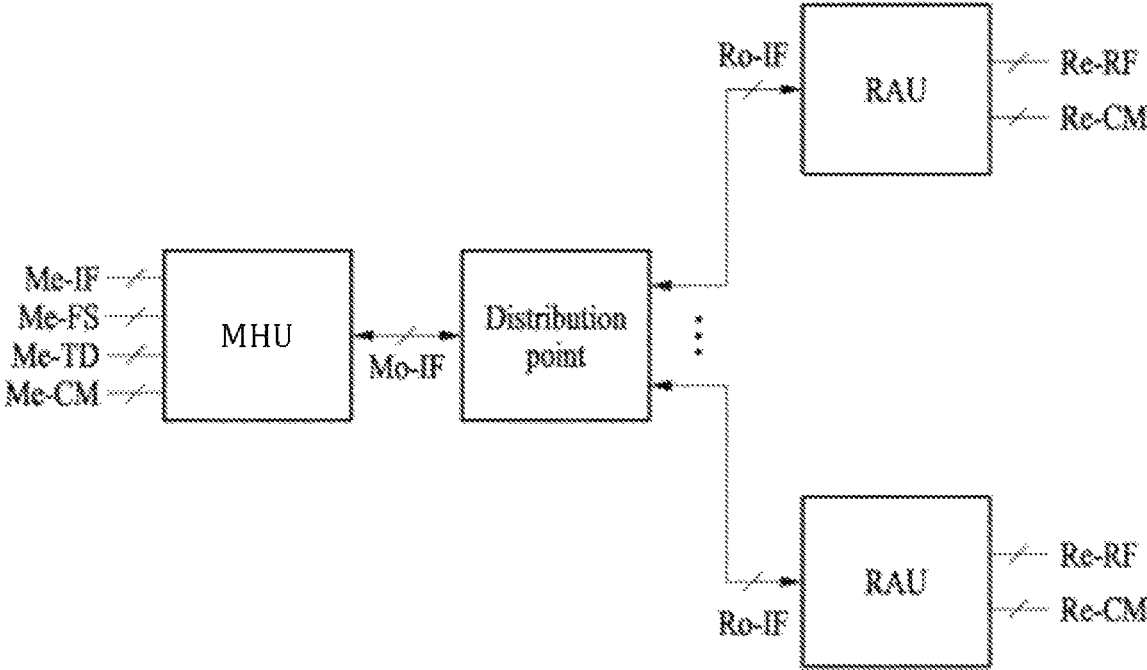 Ro-IF
RAU
Re-RF
Re-CM
Me-IF
Me-FS
Me-TD
Me-CM
MHU
Mo-IF
Distribution
point
Ro-IF
RAU
Re-RF
Re-CM